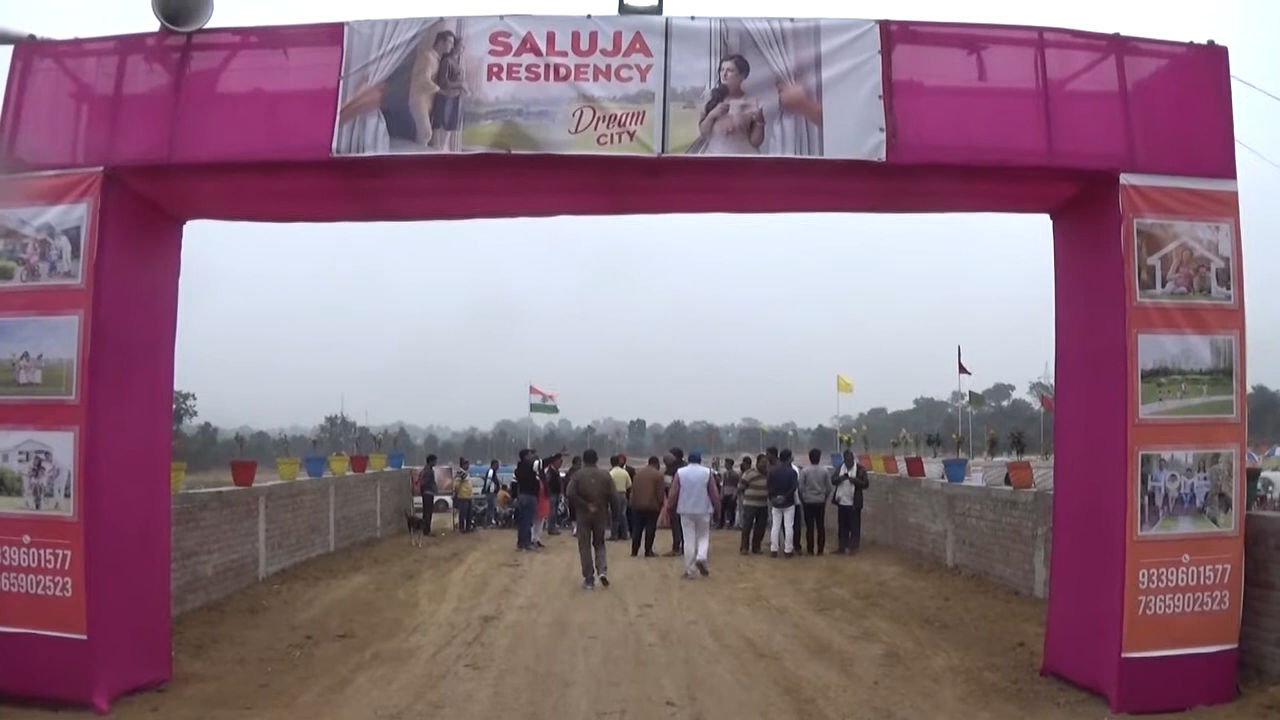 SALUJA
RESIDENCY
Dream
CITY
339601577
65902523
9339601577
7365902523